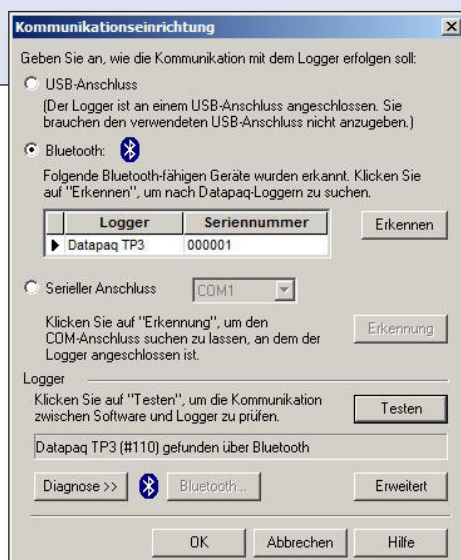 Kommunikationseinrichtung
Geben Sie an, wie die Kommunikation mit dem Logger erfolgen soll:
USB-Anschluss
(Der Logger ist an einem USB-Anschluss angeschlossen. Sie
brauchen den verwendeten USB-Anschluss nicht anzugeben.)
Bluetooth:
Folgende Bluetooth-fähigen Geräte wurden erkannt. Klicken Sie
auf "Erkennen", um nach Datapaq-Loggern zu suchen.
Logger Seriennummer
Erkennen
Datapaq TP3 000001
Serieller Anschluss COM1
Klicken Sie auf "Erkennung", um den
COM-Anschluss suchen zu lassen, an dem der
Logger angeschlossen ist.
Erkennung
Logger
Klicken Sie auf "Testen", um die Kommunikation
zwischen Software und Logger zu prüfen.
Testen
Datapaq TP3 (#110) gefunden über Bluetooth
Diagnose >> Bluetooth... Erweitert
OK Abbrechen Hilfe